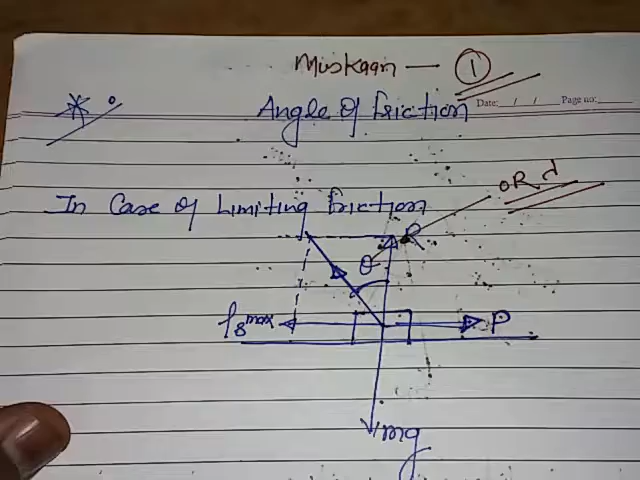 Muskaan — 1
Date: / / Page no:
Angle of friction
In Case of Limiting friction
OR d
R
θ
fs max
P
mg